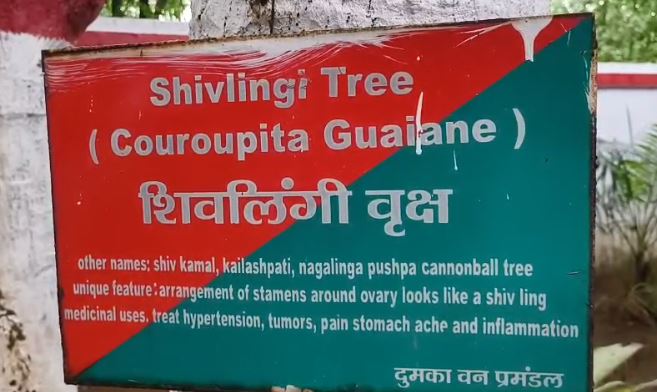 Shivlingi Tree
( Couroupita Guaiane )
शिवलिंगी वृक्ष
other names: shiv kamal, kailashpati, nagalinga pushpa cannonball tree
unique feature: arrangement of stamens around ovary looks like a shiv ling
medicinal uses, treat hypertension, tumors, pain stomach ache and inflammation
दुमका वन प्रमंडल